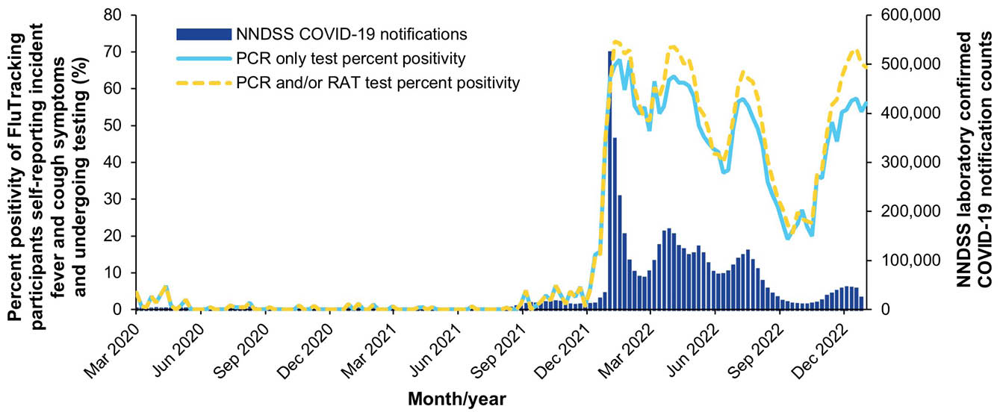 Percent positivity of FluTracking
participants self-reporting incident
fever and cough symptoms
and undergoing testing (%)
80
70
60
50
40
30
20
10
0
NNDSS COVID-19 notifications
PCR only test percent positivity
PCR and/or RAT test percent positivity
600,000
500,000
400,000
300,000
200,000
100,000
0
NNDSS laboratory confirmed
COVID-19 notification counts
Mar 2020
Jun 2020
Sep 2020
Dec 2020
Mar 2021
Jun 2021
Sep 2021
Dec 2021
Mar 2022
Jun 2022
Sep 2022
Dec 2022
Month/year